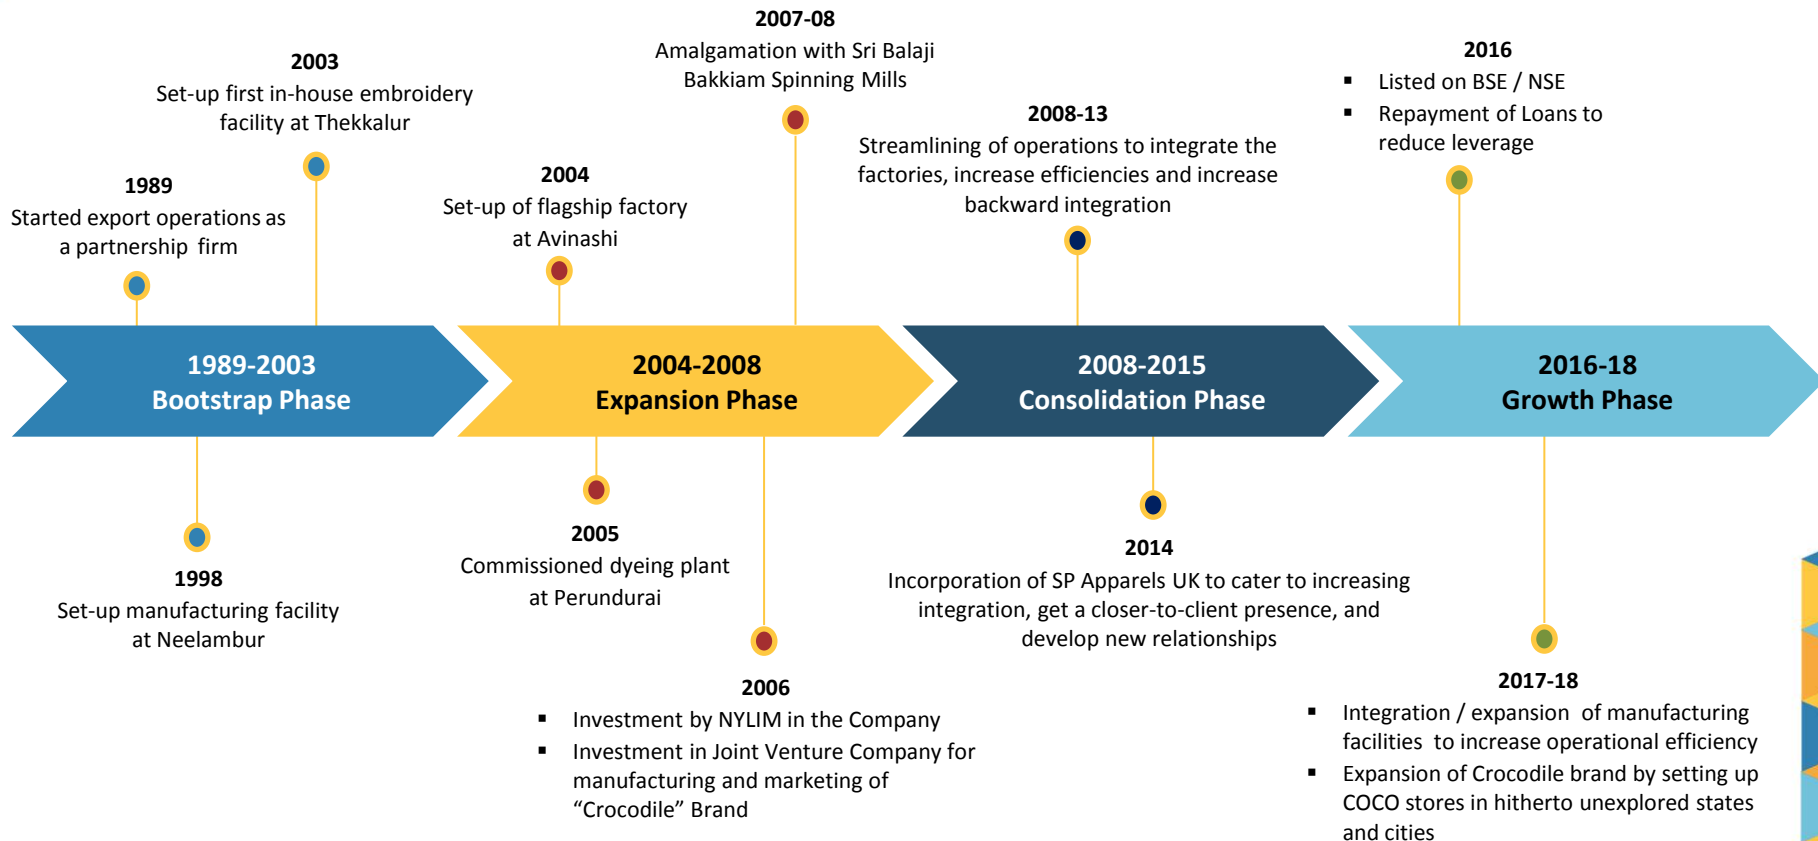 2007-08
Amalgamation with Sri Balaji
Bakkiam Spinning Mills
2003
Set-up first in-house embroidery
facility at Thekkalur
2016
▪ Listed on BSE / NSE
▪ Repayment of Loans to
reduce leverage
2008-13
Streamlining of operations to integrate the
factories, increase efficiencies and increase
backward integration
1989
Started export operations as
a partnership firm
2004
Set-up of flagship factory
at Avinashi
1989-2003
Bootstrap Phase
2004-2008
Expansion Phase
2008-2015
Consolidation Phase
2016-18
Growth Phase
1998
Set-up manufacturing facility
at Neelambur
2005
Commissioned dyeing plant
at Perundurai
2006
▪ Investment by NYLIM in the Company
▪ Investment in Joint Venture Company for
manufacturing and marketing of
“Crocodile” Brand
2014
Incorporation of SP Apparels UK to cater to increasing
integration, get a closer-to-client presence, and
develop new relationships
2017-18
▪ Integration / expansion of manufacturing
facilities to increase operational efficiency
▪ Expansion of Crocodile brand by setting up
COCO stores in hitherto unexplored states
and cities